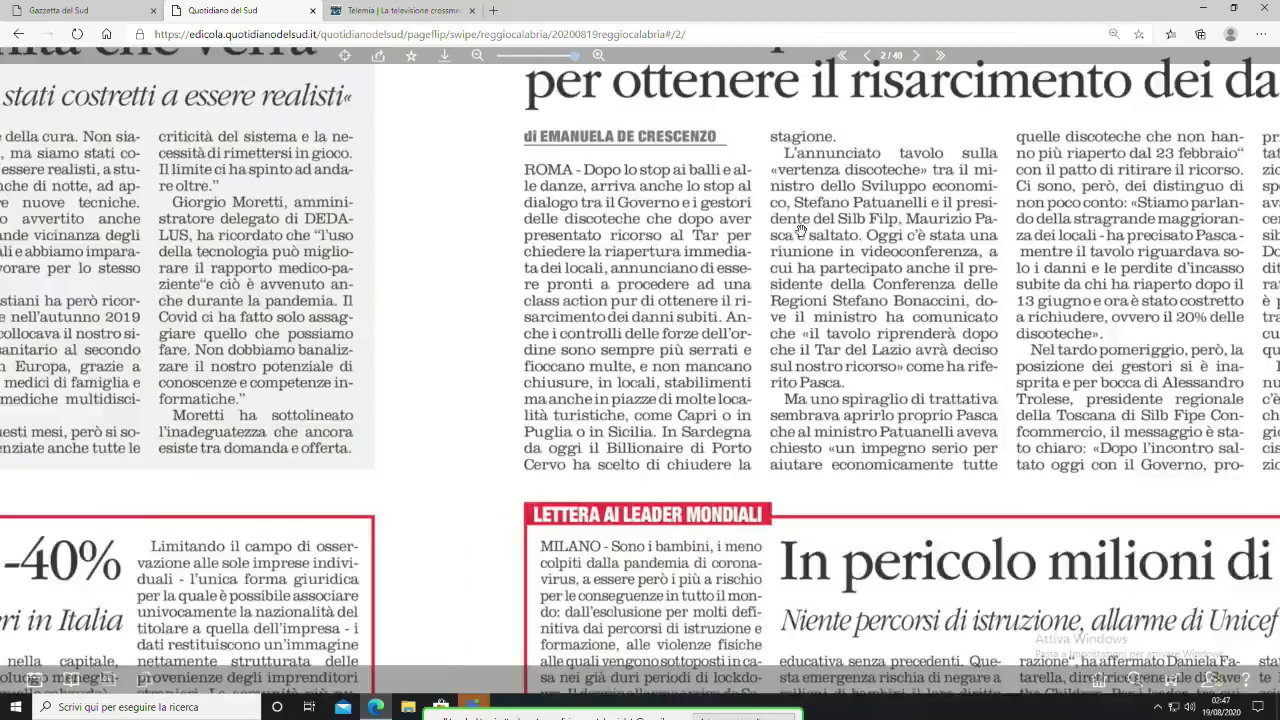 Gazzetta del Sud
Quotidiano del Sud
Telemia | La televisione crossme
https://edicola.quotidianodelsud.it/quotidianodelsud/pageflip/swipe/reggiocalabria/20200819reggiocalabria#/2/
2 / 40
per ottenere il risarcimento dei da
stati costretti a essere realisti«
della cura. Non sia-
, ma siamo stati co-
essere realisti, a stu-
nche di notte, ad ap-
re nuove tecniche.
o avvertito anche
ande vicinanza degli
ali e abbiamo impara-
vorare per lo stesso
stiani ha però ricor-
e nell'autunno 2019
collocava il nostro si-
sanitario al secondo
n Europa, grazie a
medici di famiglia e
mediche multidisci-
uesti mesi, però si so-
enziate anche tutte le
criticità del sistema e la ne-
cessità di rimettersi in gioco.
Il limite ci ha spinto ad anda-
re oltre.”
Giorgio Moretti, ammini-
stratore delegato di DEDA-
LUS, ha ricordato che “l'uso
della tecnologia può miglio-
rare il rapporto medico-pa-
ziente“e ciò è avvenuto an-
che durante la pandemia. Il
Covid ci ha fatto solo assag-
giare quello che possiamo
fare. Non dobbiamo banaliz-
zare il nostro potenziale di
conoscenze e competenze in-
formatiche.”
Moretti ha sottolineato
l'inadeguatezza che ancora
esiste tra domanda e offerta.
di EMANUELA DE CRESCENZO
ROMA - Dopo lo stop ai balli e al-
le danze, arriva anche lo stop al
dialogo tra il Governo e i gestori
delle discoteche che dopo aver
presentato ricorso al Tar per
chiedere la riapertura immedia-
ta dei locali, annunciano di esse-
re pronti a procedere ad una
class action pur di ottenere il ri-
sarcimento dei danni subiti. An-
che i controlli delle forze dell'or-
dine sono sempre più serrati e
fioccano multe, e non mancano
chiusure, in locali, stabilimenti
ma anche in piazze di molte loca-
lità turistiche, come Capri o in
Puglia o in Sicilia. In Sardegna
da oggi il Billionaire di Porto
Cervo ha scelto di chiudere la
stagione.
L'annunciato tavolo sulla
«vertenza discoteche» tra il mi-
nistro dello Sviluppo economi-
co, Stefano Patuanelli e il presi-
dente del Silb Filp, Maurizio Pa-
sca è saltato. Oggi c'è stata una
riunione in videoconferenza, a
cui ha partecipato anche il pre-
sidente della Conferenza delle
Regioni Stefano Bonaccini, do-
ve il ministro ha comunicato
che «il tavolo riprenderà dopo
che il Tar del Lazio avrà deciso
sul nostro ricorso» come ha rife-
rito Pasca.
Ma uno spiraglio di trattativa
sembrava aprirlo proprio Pasca
che al ministro Patuanelli aveva
chiesto «un impegno serio per
aiutare economicamente tutte
quelle discoteche che non han-
no più riaperto dal 23 febbraio“
con il patto di ritirare il ricorso.
Ci sono, però, dei distinguo di
non poco conto: «Stiamo parlan-
do della stragrande maggioran-
za dei locali - ha precisato Pasca -
mentre il tavolo riguardava so-
lo i danni e le perdite d'incasso
subite da chi ha riaperto dopo il
13 giugno e ora è stato costretto
a richiudere, ovvero il 20% delle
discoteche».
Nel tardo pomeriggio, però, la
posizione dei gestori si è ina-
sprita e per bocca di Alessandro
Trolese, presidente regionale
della Toscana di Silb Fipe Con-
fcommercio, il messaggio è sta-
to chiaro: «Dopo l'incontro sal-
tato oggi con il Governo, pro-
-40%
ri in Italia
nella capitale,
Limitando il campo di osser-
vazione alle sole imprese indivi-
duali - l'unica forma giuridica
per la quale è possibile associare
univocamente la nazionalità del
titolare a quella dell'impresa - i
dati restituiscono un'immagine
nettamente strutturata delle
provenienze degli imprenditori
LETTERA AI LEADER MONDIALI
MILANO - Sono i bambini, i meno
colpiti dalla pandemia di corona-
virus, a essere però i più a rischio
per le conseguenze in tutto il mon-
do: dall'esclusione per molti defi-
nitiva dai percorsi di istruzione e
formazione, alle violenze fisiche
alle quali vengono sottoposti in ca-
sa nei già duri periodi di lockdo-
In pericolo milioni di
Niente percorsi di istruzione, allarme di Unicef
educativa senza precedenti. Que-
sta emergenza rischia di negare a
razione”, ha affermato Daniela Fa-
tarella, direttrice generale di Save
Attiva Windows
Passa a Impostazioni per attivare Windows.
Scrivi qui per eseguire la ricerca
02:47
19/08/2020